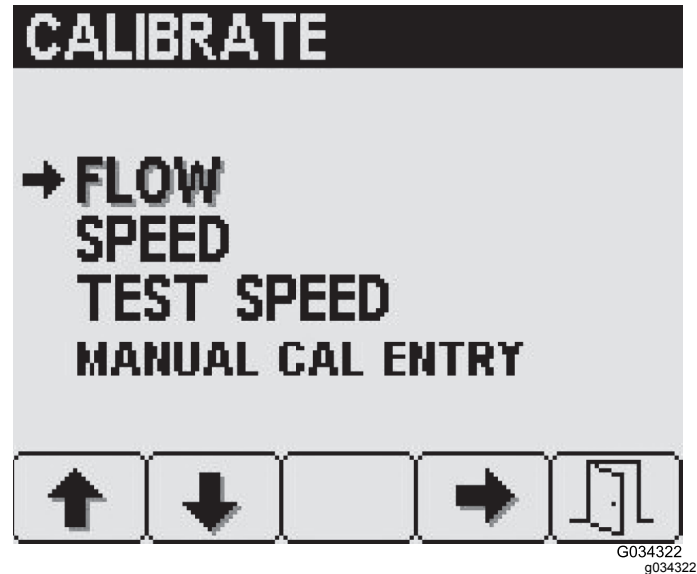 CALIBRATE
FLOW
SPEED
TEST SPEED
MANUAL CAL ENTRY
G034322
g034322